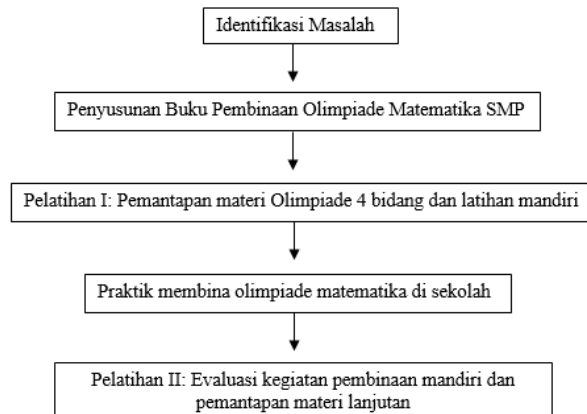 Identifikasi Masalah
Penyusunan Buku Pembinaan Olimpiade Matematika SMP
Pelatihan I: Pemantapan materi Olimpiade 4 bidang dan latihan mandiri
Praktik membina olimpiade matematika di sekolah
Pelatihan II: Evaluasi kegiatan pembinaan mandiri dan
pemantapan materi lanjutan